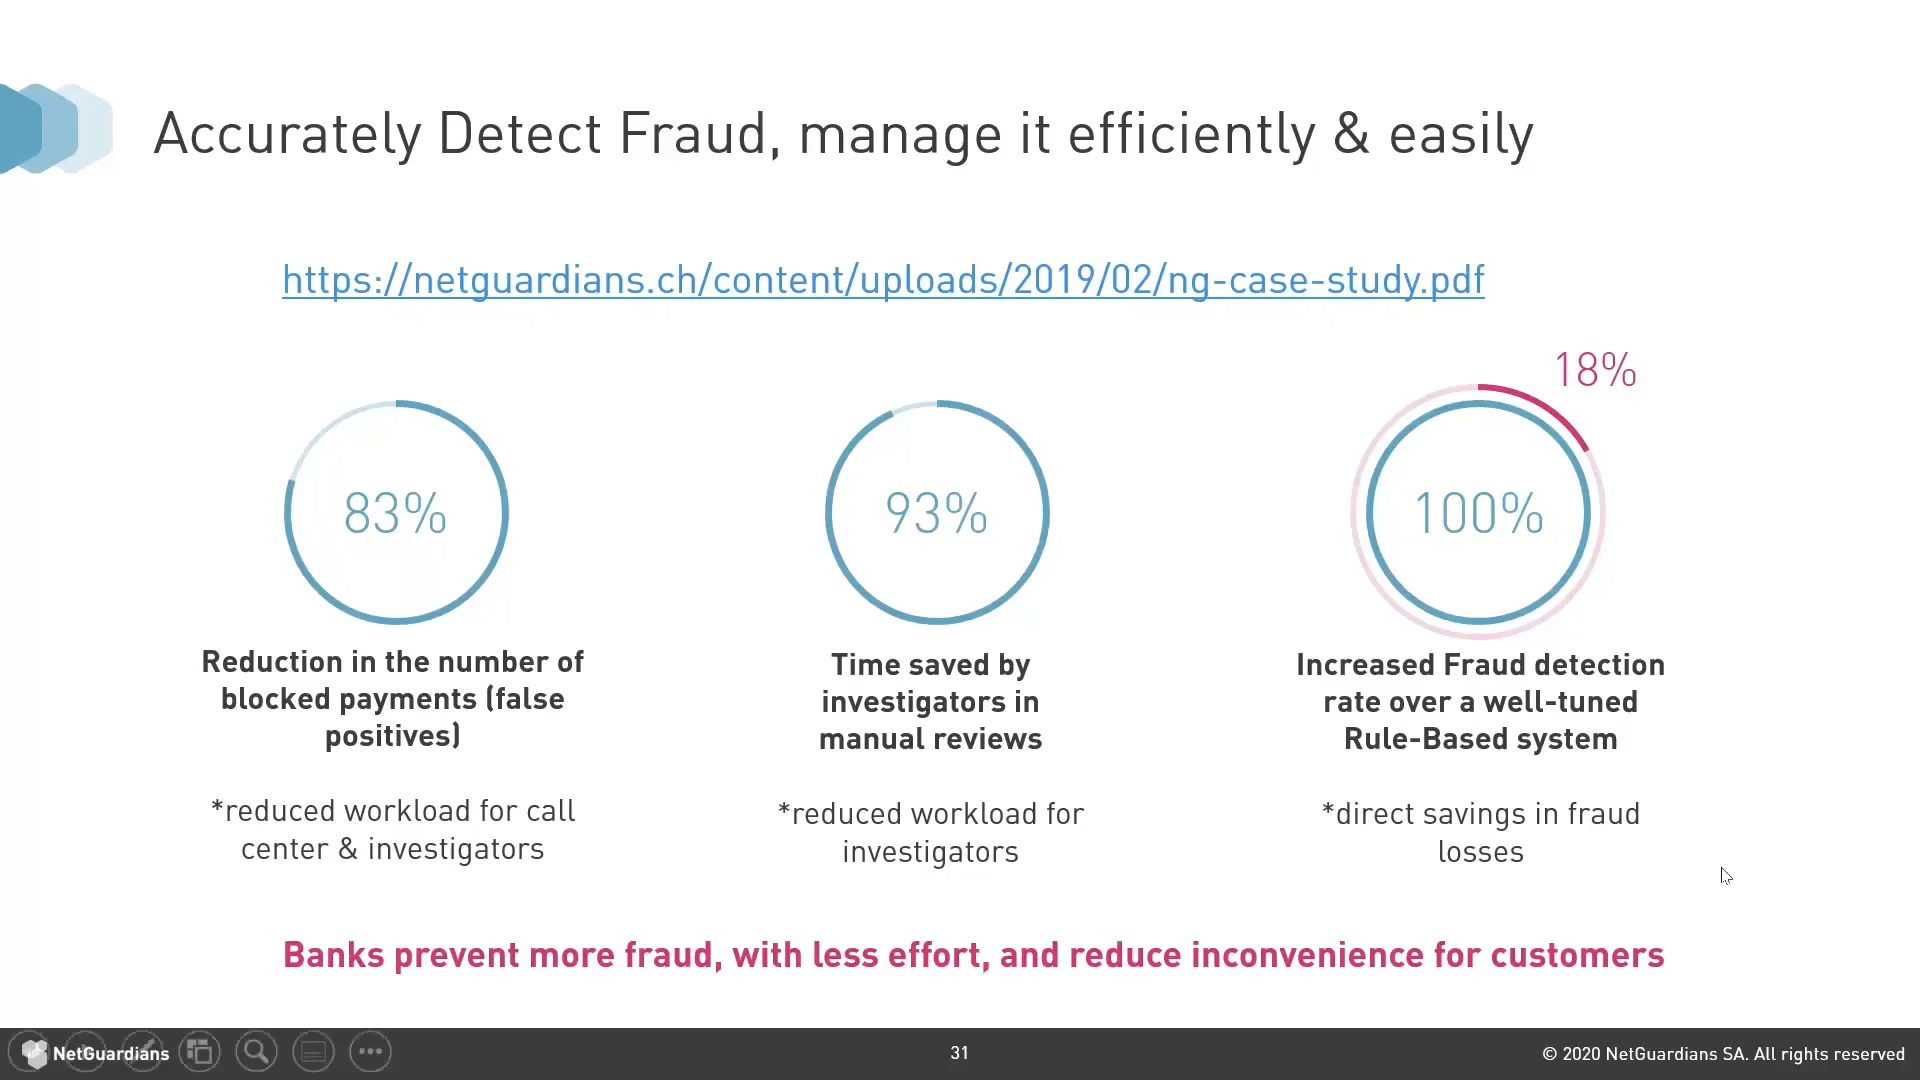 Accurately Detect Fraud, manage it efficiently & easily
https://netguardians.ch/content/uploads/2019/02/ng-case-study.pdf
83%
Reduction in the number of
blocked payments (false
positives)
*reduced workload for call
center & investigators
93%
Time saved by
investigators in
manual reviews
*reduced workload for
investigators
18%
100%
Increased Fraud detection
rate over a well-tuned
Rule-Based system
*direct savings in fraud
losses
Banks prevent more fraud, with less effort, and reduce inconvenience for customers
NetGuardians
31
© 2020 NetGuardians SA. All rights reserved